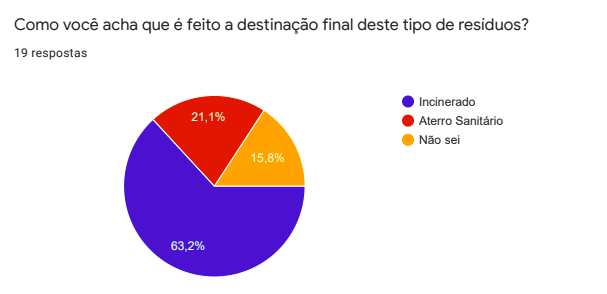 Como você acha que é feito a destinação final deste tipo de resíduos?
19 respostas
Incinerado
Aterro Sanitário
Não sei
21,1%
15,8%
63,2%